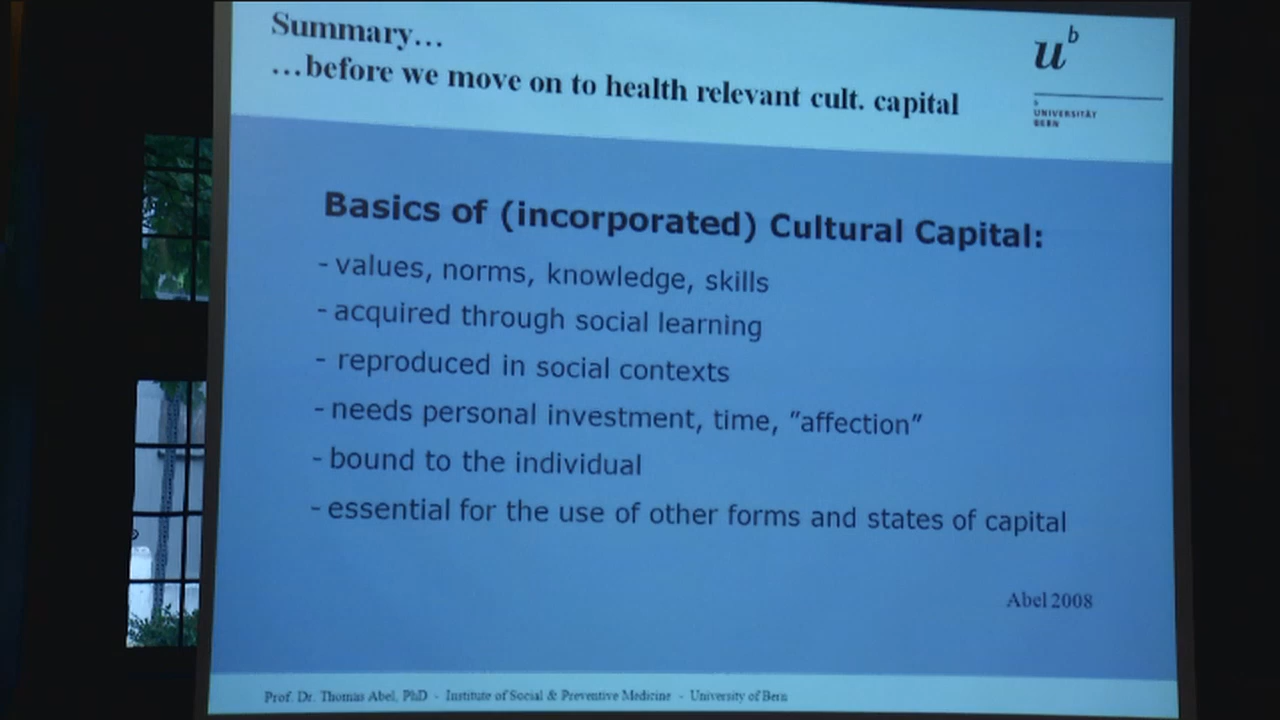 Summary…
…before we move on to health relevant cult. capital
u^b
b
UNIVERSITÄT
BERN
Basics of (incorporated) Cultural Capital:
- values, norms, knowledge, skills
- acquired through social learning
- reproduced in social contexts
- needs personal investment, time, ”affection”
- bound to the individual
- essential for the use of other forms and states of capital
Abel 2008
Prof. Dr. Thomas Abel, PhD - Institute of Social & Preventive Medicine - University of Bern